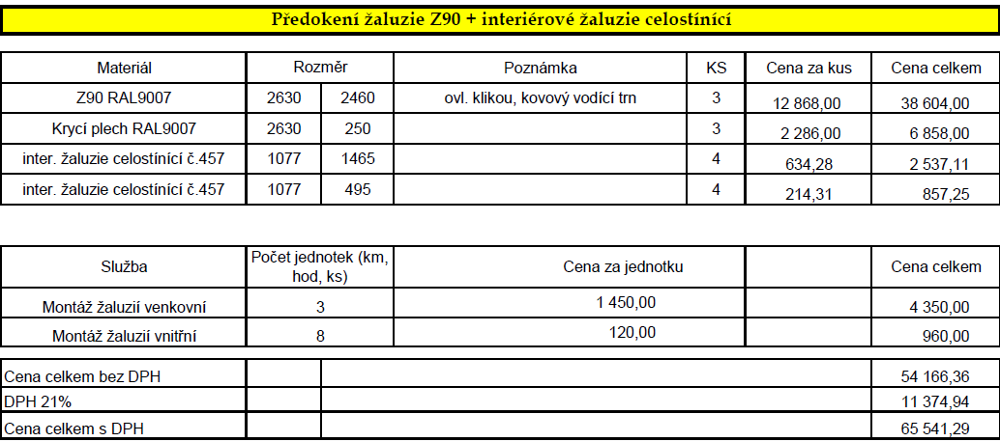 Předokení žaluzie Z90 + interiérové žaluzie celostínící
Materiál Rozměr Poznámka KS Cena za kus Cena celkem
Z90 RAL9007 2630 2460 ovl. klikou, kovový vodící trn 3 12 868,00 38 604,00
Krycí plech RAL9007 2630 250 3 2 286,00 6 858,00
inter. žaluzie celostínící č.457 1077 1465 4 634,28 2 537,11
inter. žaluzie celostínící č.457 1077 495 4 214,31 857,25
Služba Počet jednotek (km, hod, ks) Cena za jednotku Cena celkem
Montáž žaluzií venkovní 3 1 450,00 4 350,00
Montáž žaluzií vnitřní 8 120,00 960,00
Cena celkem bez DPH 54 166,36
DPH 21% 11 374,94
Cena celkem s DPH 65 541,29